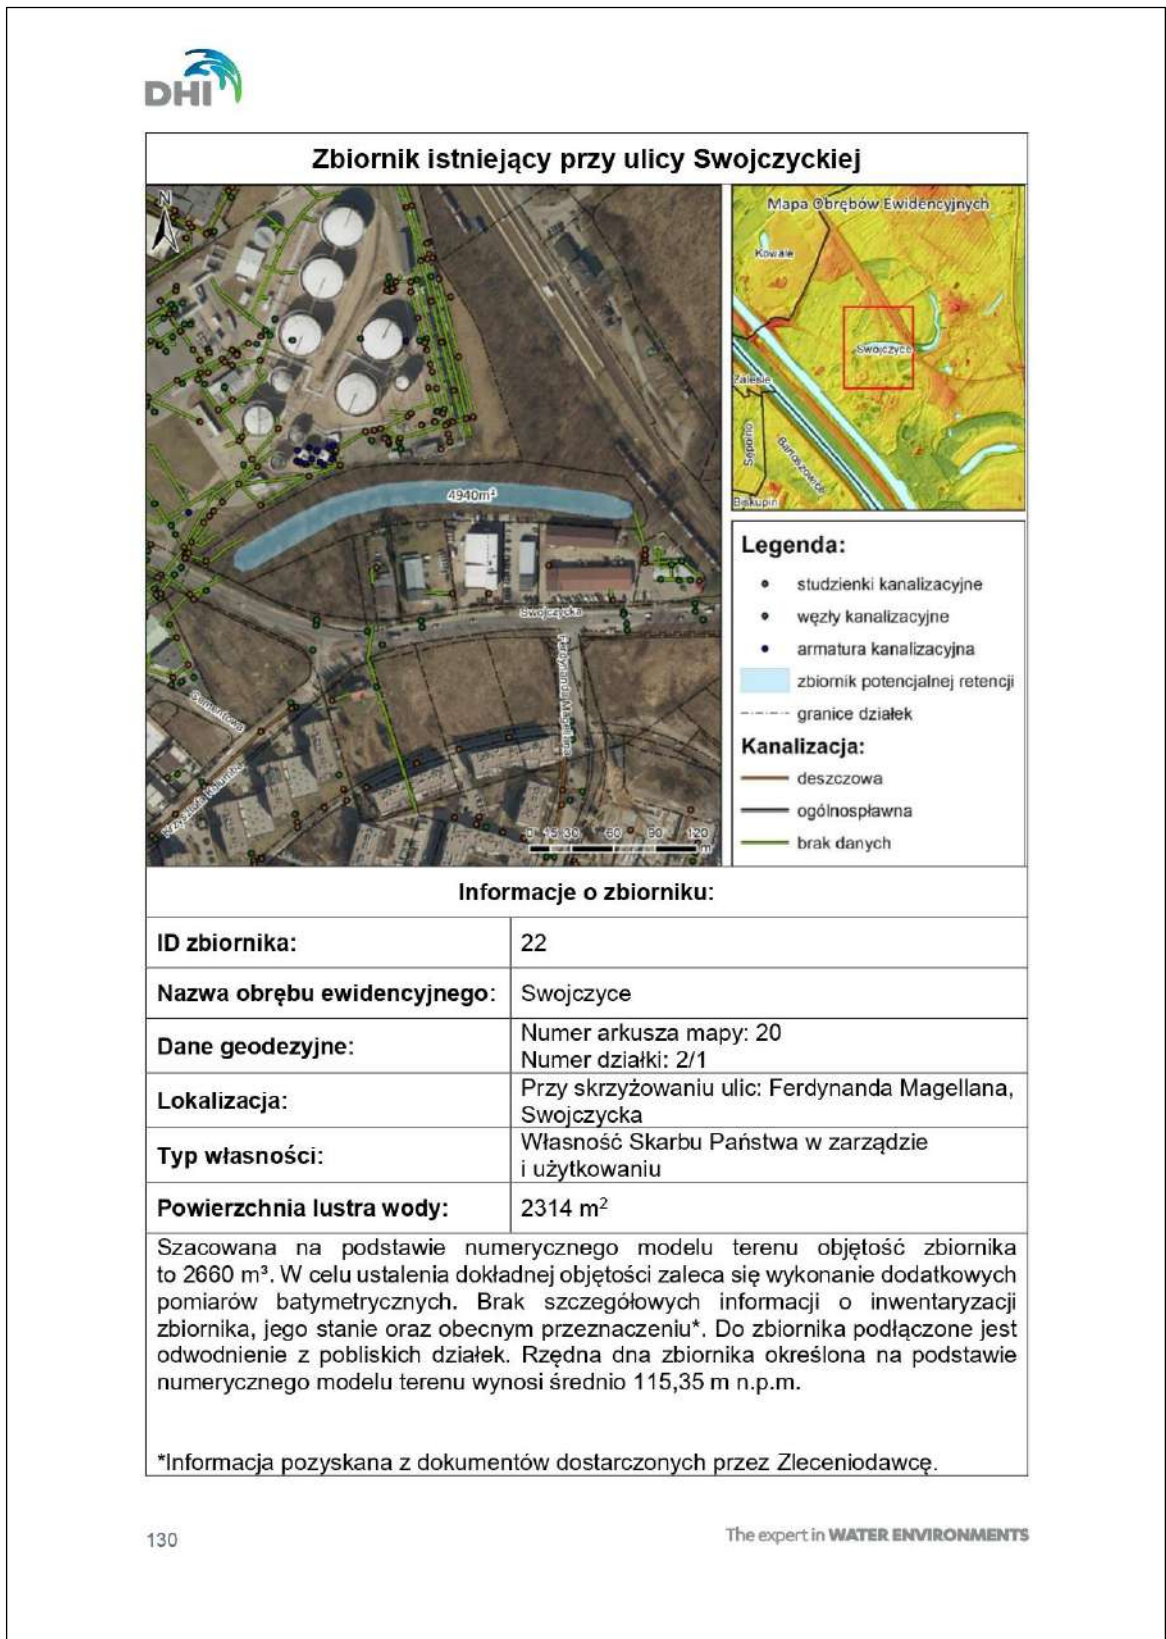 DHI
Zbiornik istniejący przy ulicy Swojczyckiej
N
4940m²
Swojczycka
Ferdynanda Magellana
Cementowa
Krzysztofa Kolumba
0 15 30 60 90 120
m
Mapa Obrębów Ewidencyjnych
Kowale
Swojczyce
Zalesie
Sępolno
Bartoszowice
Biskupin
Legenda:
studzienki kanalizacyjne
węzły kanalizacyjne
armatura kanalizacyjna
zbiornik potencjalnej retencji
granice działek
Kanalizacja:
deszczowa
ogólnospławna
brak danych
Informacje o zbiorniku:
ID zbiornika: 22
Nazwa obrębu ewidencyjnego: Swojczyce
Dane geodezyjne: Numer arkusza mapy: 20
Numer działki: 2/1
Lokalizacja: Przy skrzyżowaniu ulic: Ferdynanda Magellana,
Swojczycka
Typ własności: Własność Skarbu Państwa w zarządzie
i użytkowaniu
Powierzchnia lustra wody: 2314 m²
Szacowana na podstawie numerycznego modelu terenu objętość zbiornika
to 2660 m³. W celu ustalenia dokładnej objętości zaleca się wykonanie dodatkowych
pomiarów batymetrycznych. Brak szczegółowych informacji o inwentaryzacji
zbiornika, jego stanie oraz obecnym przeznaczeniu*. Do zbiornika podłączone jest
odwodnienie z pobliskich działek. Rzędna dna zbiornika określona na podstawie
numerycznego modelu terenu wynosi średnio 115,35 m n.p.m.
*Informacja pozyskana z dokumentów dostarczonych przez Zleceniodawcę.
130
The expert in WATER ENVIRONMENTS